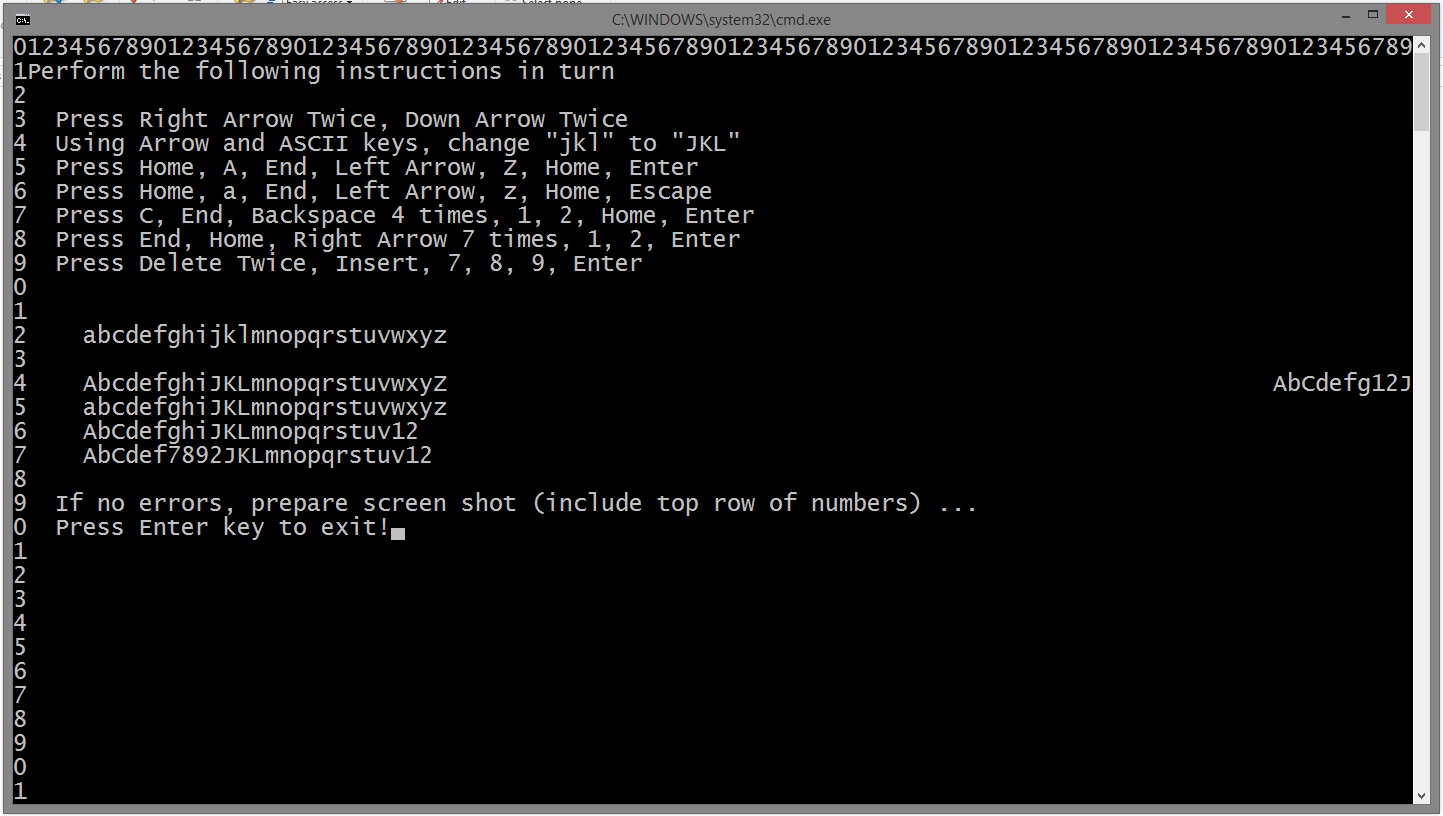 Easy access
Edit
Select none
C:\WINDOWS\system32\cmd.exe
0123456789012345678901234567890123456789012345678901234567890123456789012345678901234567890123456789
1Perform the following instructions in turn
2
3  Press Right Arrow Twice, Down Arrow Twice
4  Using Arrow and ASCII keys, change "jkl" to "JKL"
5  Press Home, A, End, Left Arrow, Z, Home, Enter
6  Press Home, a, End, Left Arrow, z, Home, Escape
7  Press C, End, Backspace 4 times, 1, 2, Home, Enter
8  Press End, Home, Right Arrow 7 times, 1, 2, Enter
9  Press Delete Twice, Insert, 7, 8, 9, Enter
0
1
2    abcdefghijklmnopqrstuvwxyz
3
4    AbcdefghiJKLmnopqrstuvwxyZ                                                           AbCdefg12J
5    abcdefghiJKLmnopqrstuvwxyz
6    AbCdefghiJKLmnopqrstuv12
7    AbCdef7892JKLmnopqrstuv12
8
9  If no errors, prepare screen shot (include top row of numbers) ...
0  Press Enter key to exit!
1
2
3
4
5
6
7
8
9
0
1